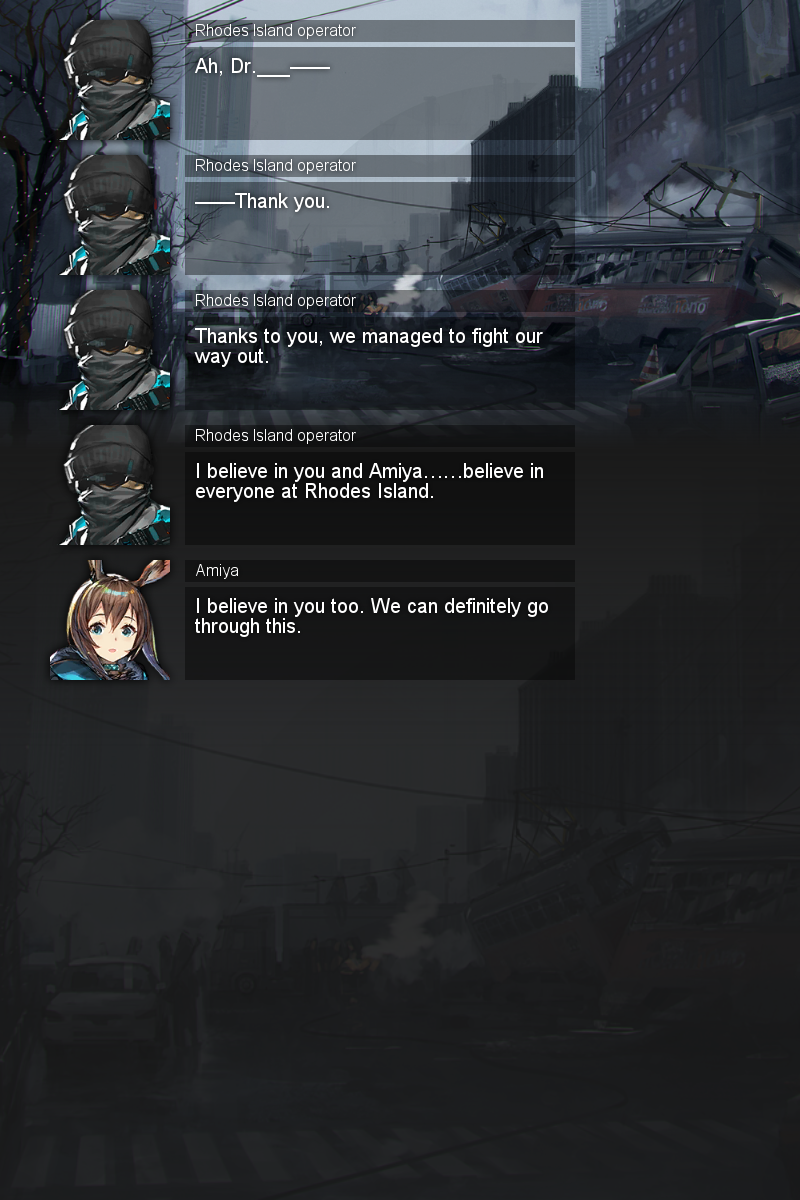 Rhodes Island operator
Ah, Dr.___——
Rhodes Island operator
——Thank you.
Rhodes Island operator
Thanks to you, we managed to fight our
way out.
Rhodes Island operator
I believe in you and Amiya……believe in
everyone at Rhodes Island.
Amiya
I believe in you too. We can definitely go
through this.